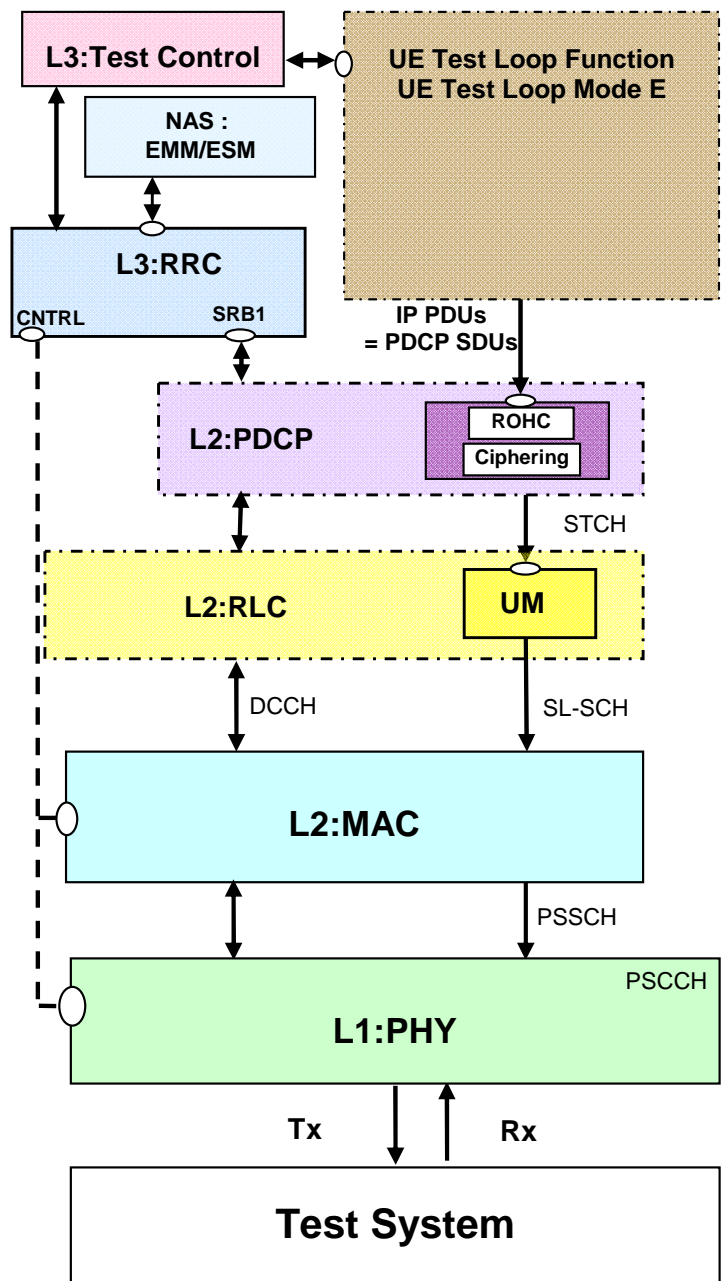 L3:Test Control
UE Test Loop Function
UE Test Loop Mode E
NAS :
EMM/ESM
L3:RRC
CNTRL
SRB1
IP PDUs
= PDCP SDUs
L2:PDCP
ROHC
Ciphering
STCH
L2:RLC
UM
DCCH
SL-SCH
L2:MAC
PSSCH
PSCCH
L1:PHY
Tx
Rx
Test System